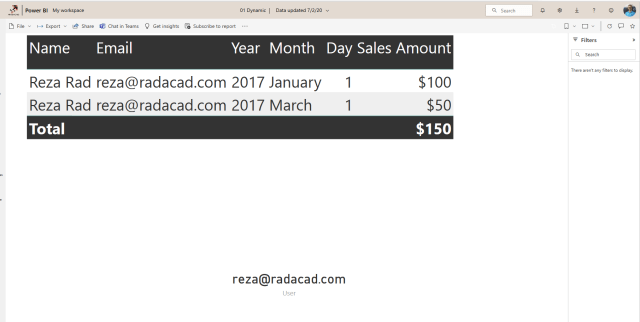 Power BI My workspace 01 Dynamic | Data updated 7/2/20 Search
File Export Share Chat in Teams Get insights Subscribe to report ...
Filters
Search
There aren't any filters to display.
Name Email Year Month Day Sales Amount
Reza Rad reza@radacad.com 2017 January 1 $100
Reza Rad reza@radacad.com 2017 March 1 $50
Total $150
reza@radacad.com
User